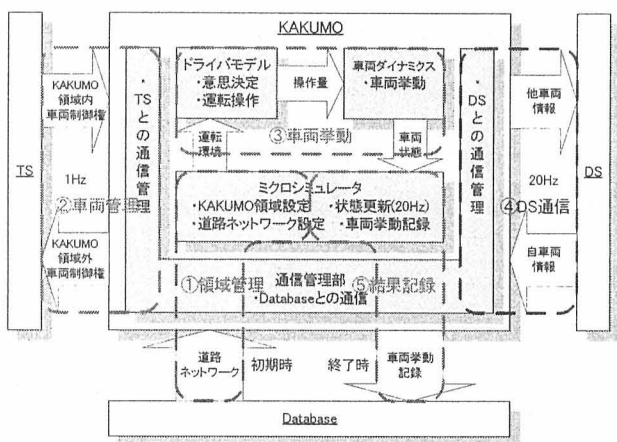 KAKUMO
TS
KAKUMO
領域内
車両制御権
1Hz
②車両管理
KAKUMO
領域外
車両制御権
・TSとの通信管理
ドライバモデル
・意思決定
・運転操作
操作量
車両ダイナミクス
・車両挙動
運転
環境
③車両挙動
車両
状態
ミクロシミュレータ
・KAKUMO領域設定 ・状態更新(20Hz)
・道路ネットワーク設定 ・車両挙動記録
①領域管理
通信管理部
・Databaseとの通信
⑤結果記録
・DSとの通信管理
他車両
情報
20Hz
④DS通信
自車両
情報
DS
道路
ネットワーク
初期時
終了時
車両挙動
記録
Database